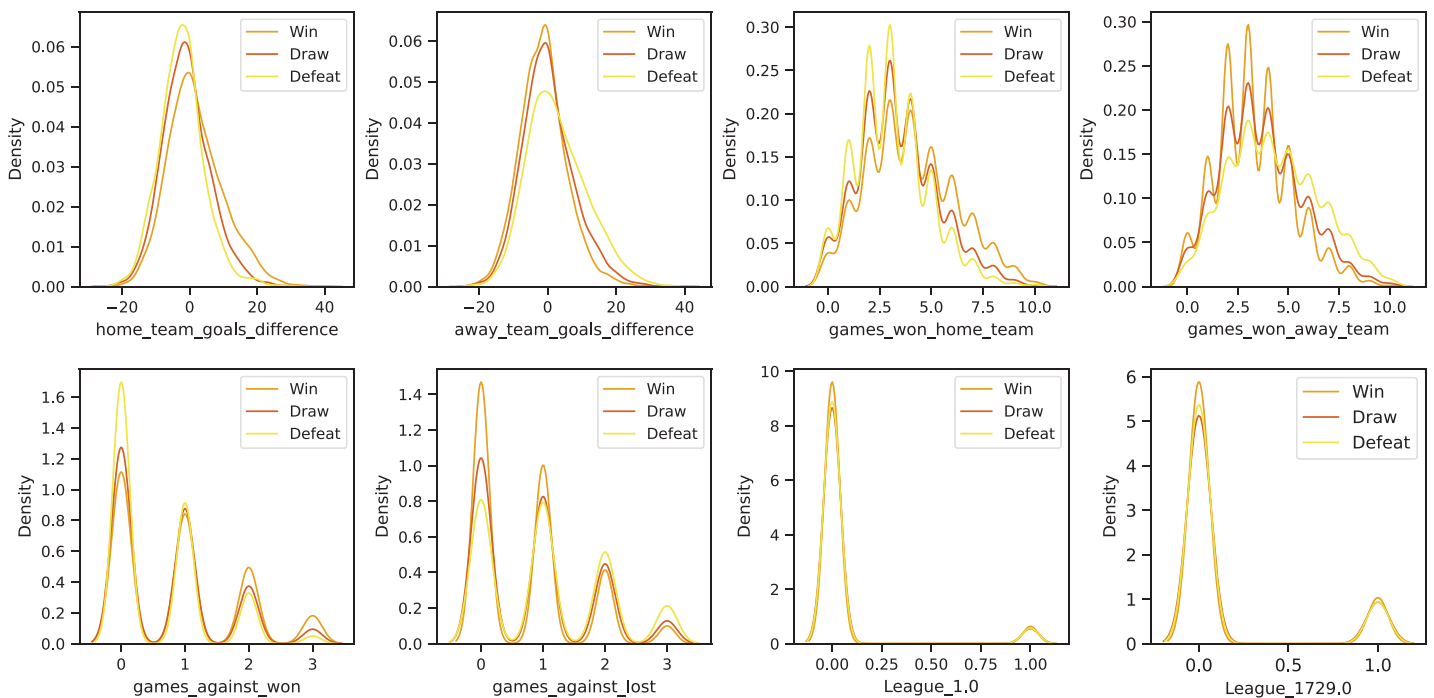 Density
0.06
0.05
0.04
0.03
0.02
0.01
0.00
−20
0
20
40
home_team_goals_difference
Win
Draw
Defeat
Density
0.06
0.05
0.04
0.03
0.02
0.01
0.00
−20
0
20
40
away_team_goals_difference
Win
Draw
Defeat
Density
0.30
0.25
0.20
0.15
0.10
0.05
0.00
0.0
2.5
5.0
7.5
10.0
games_won_home_team
Win
Draw
Defeat
Density
0.30
0.25
0.20
0.15
0.10
0.05
0.00
0.0
2.5
5.0
7.5
10.0
games_won_away_team
Win
Draw
Defeat
Density
1.6
1.4
1.2
1.0
0.8
0.6
0.4
0.2
0.0
0
1
2
3
games_against_won
Win
Draw
Defeat
Density
1.4
1.2
1.0
0.8
0.6
0.4
0.2
0.0
0
1
2
3
games_against_lost
Win
Draw
Defeat
Density
10
8
6
4
2
0
0.00
0.25
0.50
0.75
1.00
League_1.0
Win
Draw
Defeat
Density
6
5
4
3
2
1
0
0.0
0.5
1.0
League_1729.0
Win
Draw
Defeat